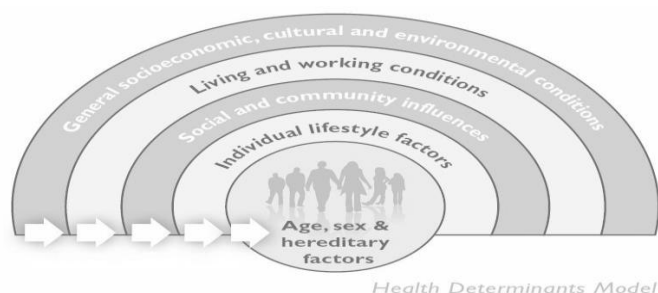 General socioeconomic, cultural and environmental conditions
Living and working conditions
Social and community influences
Individual lifestyle factors
Age, sex &
hereditary
factors
Health Determinants Model